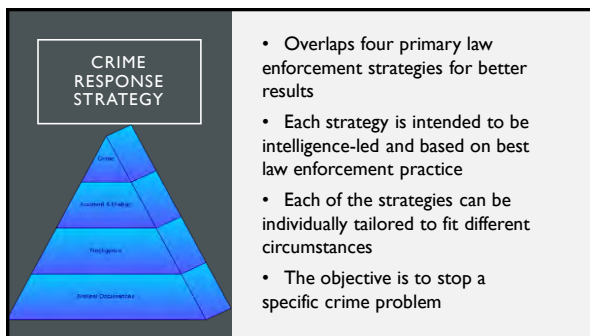 CRIME
RESPONSE
STRATEGY
• Overlaps four primary law
enforcement strategies for better
results
• Each strategy is intended to be
intelligence-led and based on best
law enforcement practice
• Each of the strategies can be
individually tailored to fit different
circumstances
• The objective is to stop a
specific crime problem